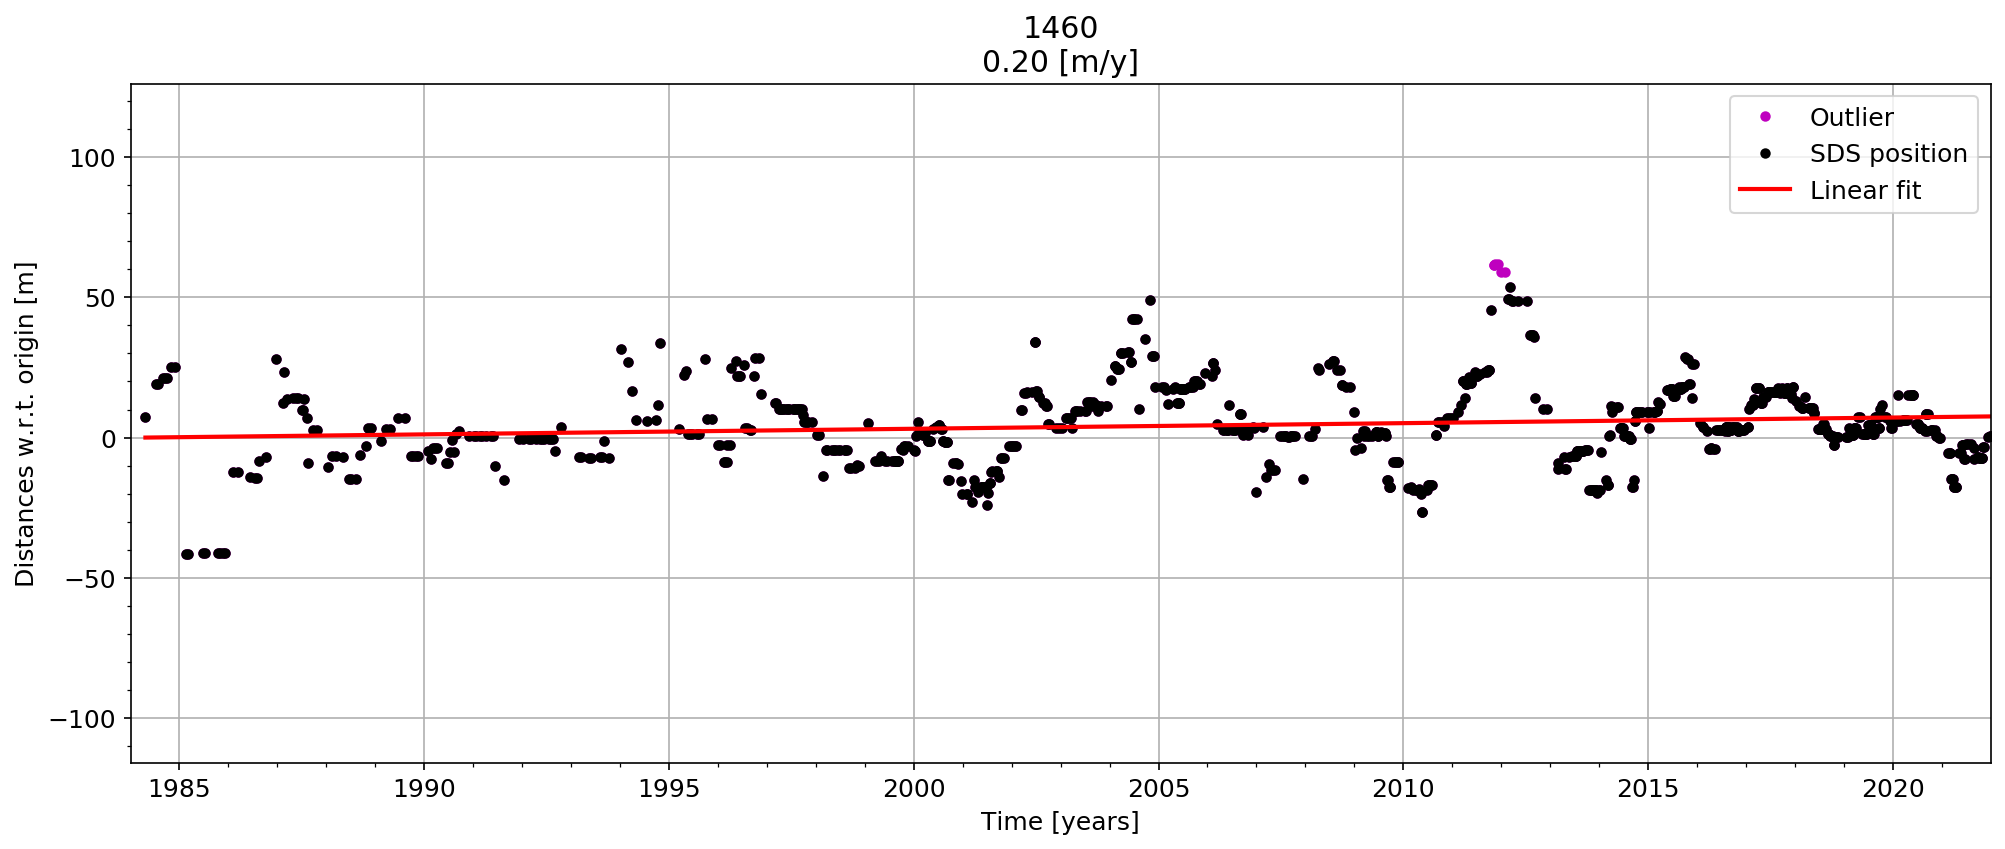 1460
0.20 [m/y]
Outlier
SDS position
Linear fit
Distances w.r.t. origin [m]
100
50
0
−50
−100
1985 1990 1995 2000 2005 2010 2015 2020
Time [years]